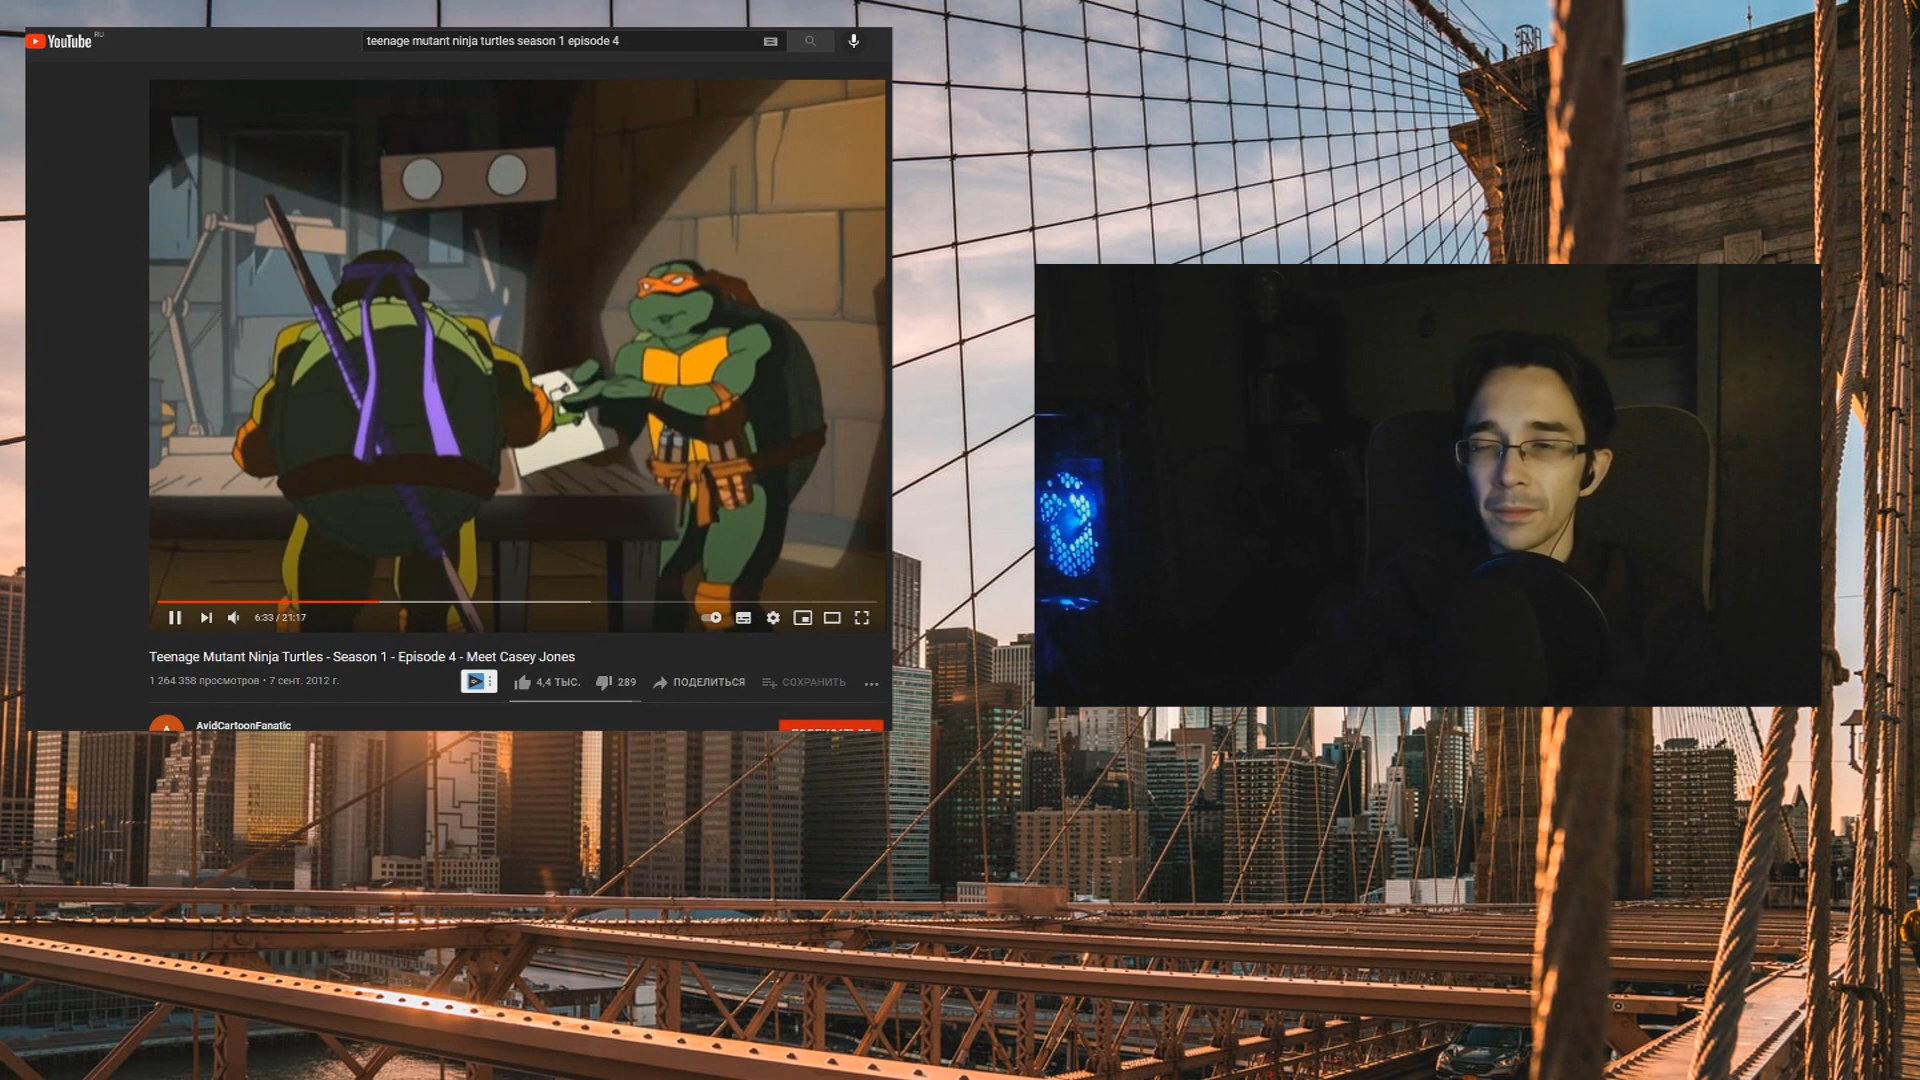 YouTube RU
teenage mutant ninja turtles season 1 episode 4
6:33 / 21:17
Teenage Mutant Ninja Turtles - Season 1 - Episode 4 - Meet Casey Jones
1 264 358 просмотров • 7 сент. 2012 г.
4,4 ТЫС.
289
ПОДЕЛИТЬСЯ
СОХРАНИТЬ
AvidCartoonFanatic